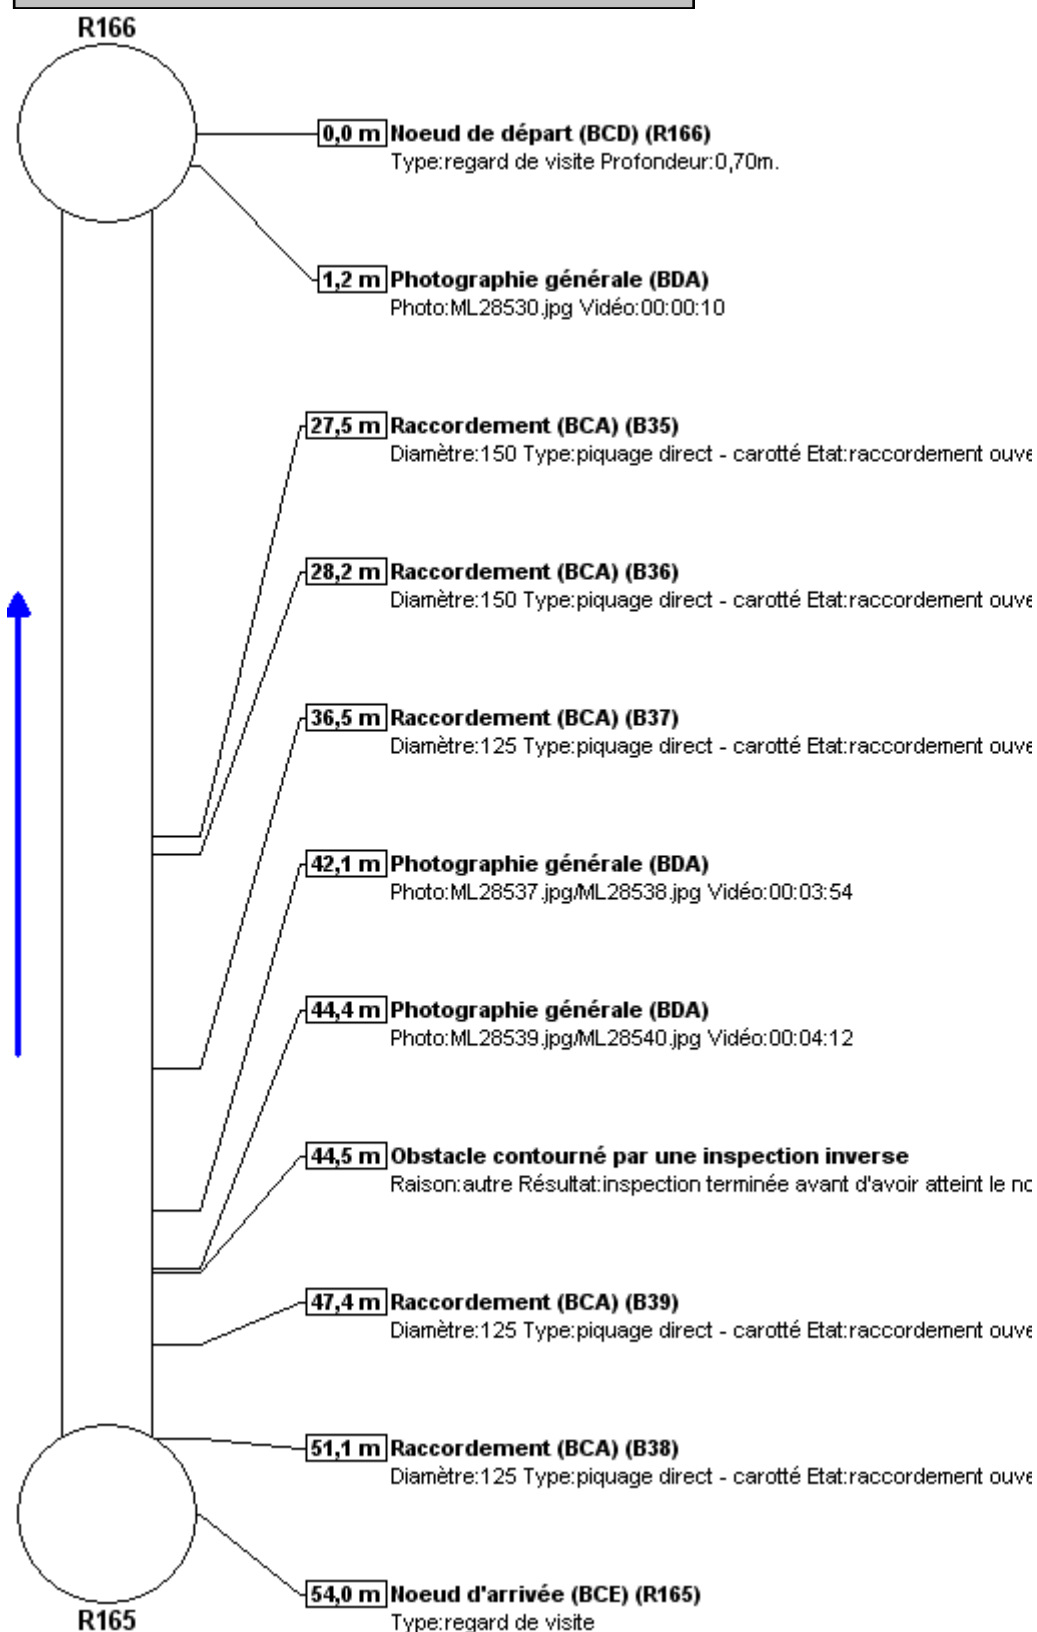 R166
0,0 m Noeud de départ (BCD) (R166)
Type:regard de visite Profondeur:0,70m.
1,2 m Photographie générale (BDA)
Photo:ML28530.jpg Vidéo:00:00:10
27,5 m Raccordement (BCA) (B35)
Diamètre:150 Type:piquage direct - carotté Etat:raccordement ouve
28,2 m Raccordement (BCA) (B36)
Diamètre:150 Type:piquage direct - carotté Etat:raccordement ouve
36,5 m Raccordement (BCA) (B37)
Diamètre:125 Type:piquage direct - carotté Etat:raccordement ouve
42,1 m Photographie générale (BDA)
Photo:ML28537.jpg/ML28538.jpg Vidéo:00:03:54
44,4 m Photographie générale (BDA)
Photo:ML28539.jpg/ML28540.jpg Vidéo:00:04:12
44,5 m Obstacle contourné par une inspection inverse
Raison:autre Résultat:inspection terminée avant d'avoir atteint le no
47,4 m Raccordement (BCA) (B39)
Diamètre:125 Type:piquage direct - carotté Etat:raccordement ouve
51,1 m Raccordement (BCA) (B38)
Diamètre:125 Type:piquage direct - carotté Etat:raccordement ouve
54,0 m Noeud d'arrivée (BCE) (R165)
Type:regard de visite
R165